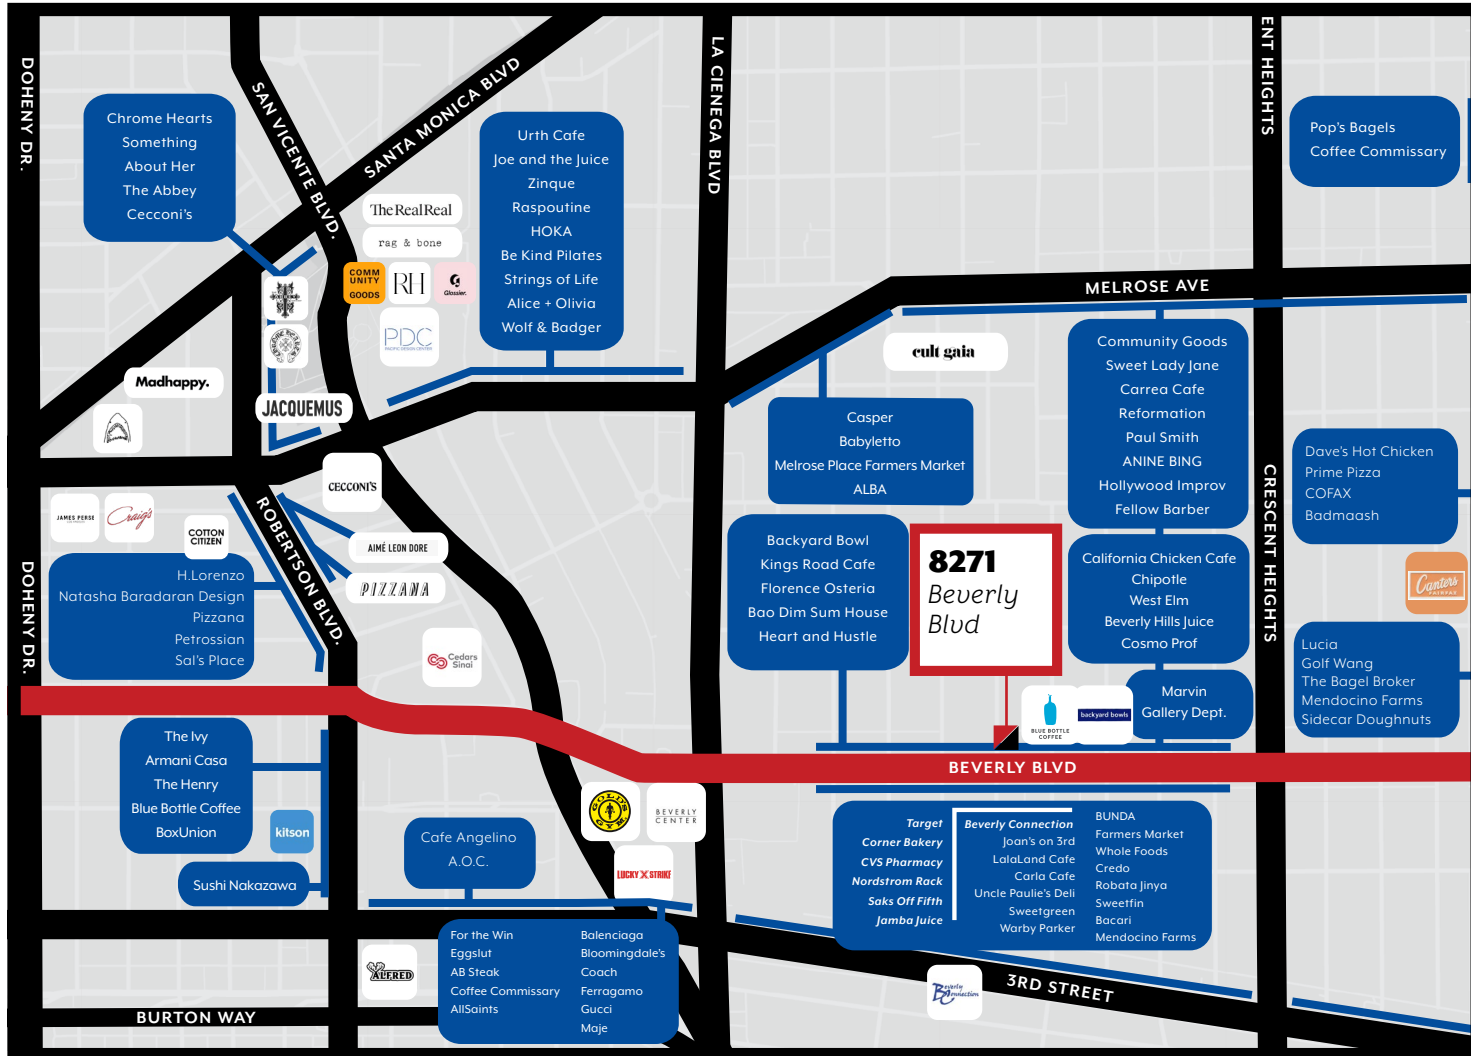 DOHENY DR.
SAN VICENTE BLVD.
SANTA MONICA BLVD
LA CIENEGA BLVD
ENT HEIGHTS
Chrome Hearts
Something
About Her
The Abbey
Cecconi's
TheRealReal
rag & bone
COMM
UNITY
GOODS
RH
Glossier.
PDC
PACIFIC DESIGN CENTER
Urth Cafe
Joe and the Juice
Zinque
Raspoutine
HOKA
Be Kind Pilates
Strings of Life
Alice + Olivia
Wolf & Badger
Pop's Bagels
Coffee Commissary
MELROSE AVE
cult gaia
Madhappy.
JACQUEMUS
CECCONI'S
Casper
Babyletto
Melrose Place Farmers Market
ALBA
Community Goods
Sweet Lady Jane
Carrea Cafe
Reformation
Paul Smith
ANINE BING
Hollywood Improv
Fellow Barber
CRESCENT HEIGHTS
Dave's Hot Chicken
Prime Pizza
COFAX
Badmaash
JAMES PERSE
Craig's
COTTON
CITIZEN
ROBERTSON BLVD.
AIMÉ LEON DORE
PIZZANA
DOHENY DR.
H.Lorenzo
Natasha Baradaran Design
Pizzana
Petrossian
Sal's Place
Cedars
Sinai
Backyard Bowl
Kings Road Cafe
Florence Osteria
Bao Dim Sum House
Heart and Hustle
8271
Beverly
Blvd
California Chicken Cafe
Chipotle
West Elm
Beverly Hills Juice
Cosmo Prof
Canters
FAIRFAX
Lucia
Golf Wang
The Bagel Broker
Mendocino Farms
Sidecar Doughnuts
BLUE BOTTLE
COFFEE
backyard bowls
Marvin
Gallery Dept.
BEVERLY BLVD
The Ivy
Armani Casa
The Henry
Blue Bottle Coffee
BoxUnion
kitson
Sushi Nakazawa
Cafe Angelino
A.O.C.
GOLD'S
GYM
BEVERLY
CENTER
LUCKY STRIKE
Target
Corner Bakery
CVS Pharmacy
Nordstrom Rack
Saks Off Fifth
Jamba Juice
Beverly Connection
Joan's on 3rd
LalaLand Cafe
Carla Cafe
Uncle Paulie's Deli
Sweetgreen
Warby Parker
BUNDA
Farmers Market
Whole Foods
Credo
Robata Jinya
Sweetfin
Bacari
Mendocino Farms
ALFRED
For the Win
Eggslut
AB Steak
Coffee Commissary
AllSaints
Balenciaga
Bloomingdale's
Coach
Ferragamo
Gucci
Maje
Beverly
Connection
3RD STREET
BURTON WAY